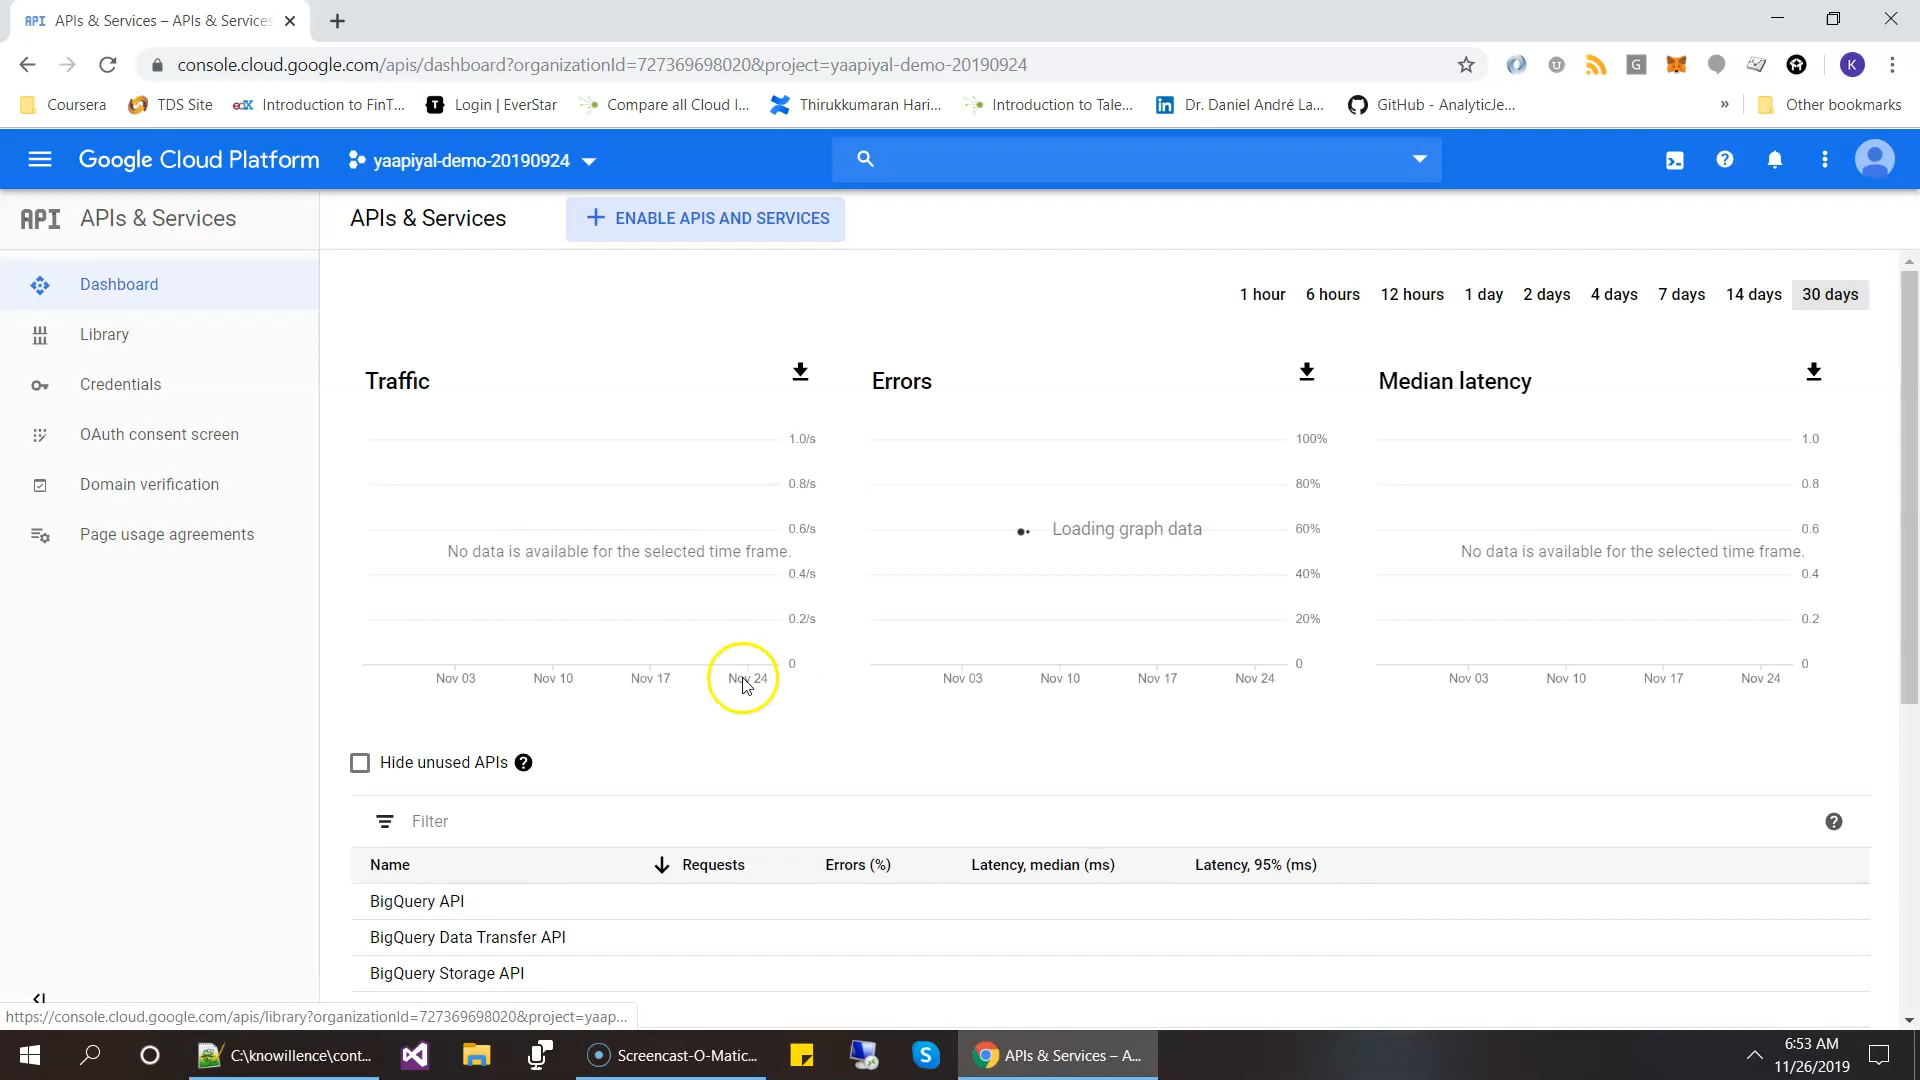 API APIs & Services – APIs & Services
console.cloud.google.com/apis/dashboard?organizationId=727369698020&project=yaapiyal-demo-20190924
K
Coursera TDS Site edX Introduction to FinT... T Login | EverStar Compare all Cloud I... Thirukkumaran Hari... Introduction to Tale... in Dr. Daniel André La... GitHub - AnalyticJe... » Other bookmarks
Google Cloud Platform yaapiyal-demo-20190924
API APIs & Services
APIs & Services
+ ENABLE APIS AND SERVICES
Dashboard
Library
Credentials
OAuth consent screen
Domain verification
Page usage agreements
1 hour 6 hours 12 hours 1 day 2 days 4 days 7 days 14 days 30 days
Traffic
1.0/s
0.8/s
0.6/s
No data is available for the selected time frame.
0.4/s
0.2/s
0
Nov 03 Nov 10 Nov 17 Nov 24
Errors
100%
80%
60%
Loading graph data
40%
20%
0
Nov 03 Nov 10 Nov 17 Nov 24
Median latency
1.0
0.8
0.6
No data is available for the selected time frame.
0.4
0.2
0
Nov 03 Nov 10 Nov 17 Nov 24
Hide unused APIs ?
Filter
Name Requests Errors (%) Latency, median (ms) Latency, 95% (ms)
BigQuery API
BigQuery Data Transfer API
BigQuery Storage API
https://console.cloud.google.com/apis/library?organizationId=727369698020&project=yaap...
C:\knowillence\cont... Screencast-O-Matic... APIs & Services – A...
6:53 AM
11/26/2019